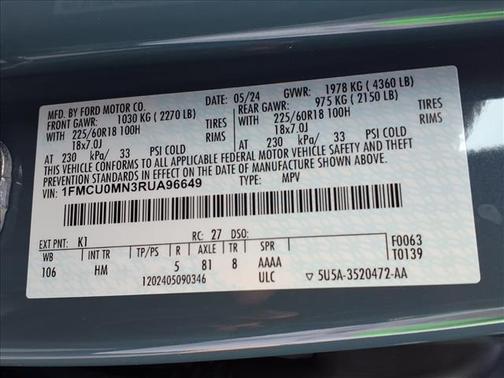 MFD. BY FORD MOTOR CO. DATE: 05/24 GVWR: 1978 KG ( 4360 LB)
FRONT GAWR: 1030 KG ( 2270 LB) REAR GAWR: 975 KG ( 2150 LB)
WITH 225/60R18 100H TIRES WITH 225/60R18 100H TIRES
18x7.0J RIMS 18x7.0J RIMS
AT 230 kPa/ 33 PSI COLD AT 230 kPa/ 33 PSI COLD
THIS VEHICLE CONFORMS TO ALL APPLICABLE FEDERAL MOTOR VEHICLE SAFETY
AND THEFT PREVENTION STANDARDS IN EFFECT ON THE DATE OF MANUFACTURE SHOWN ABOVE.
VIN: 1FMCU0MN3RUA96649 TYPE: MPV
EXT PNT: K1 RC: 27 DSO: F0063
WB INT TR TP/PS R AXLE TR SPR T0139
106 HM 5 81 8 AAAA
1202405090346 ULC 5U5A-3520472-AA